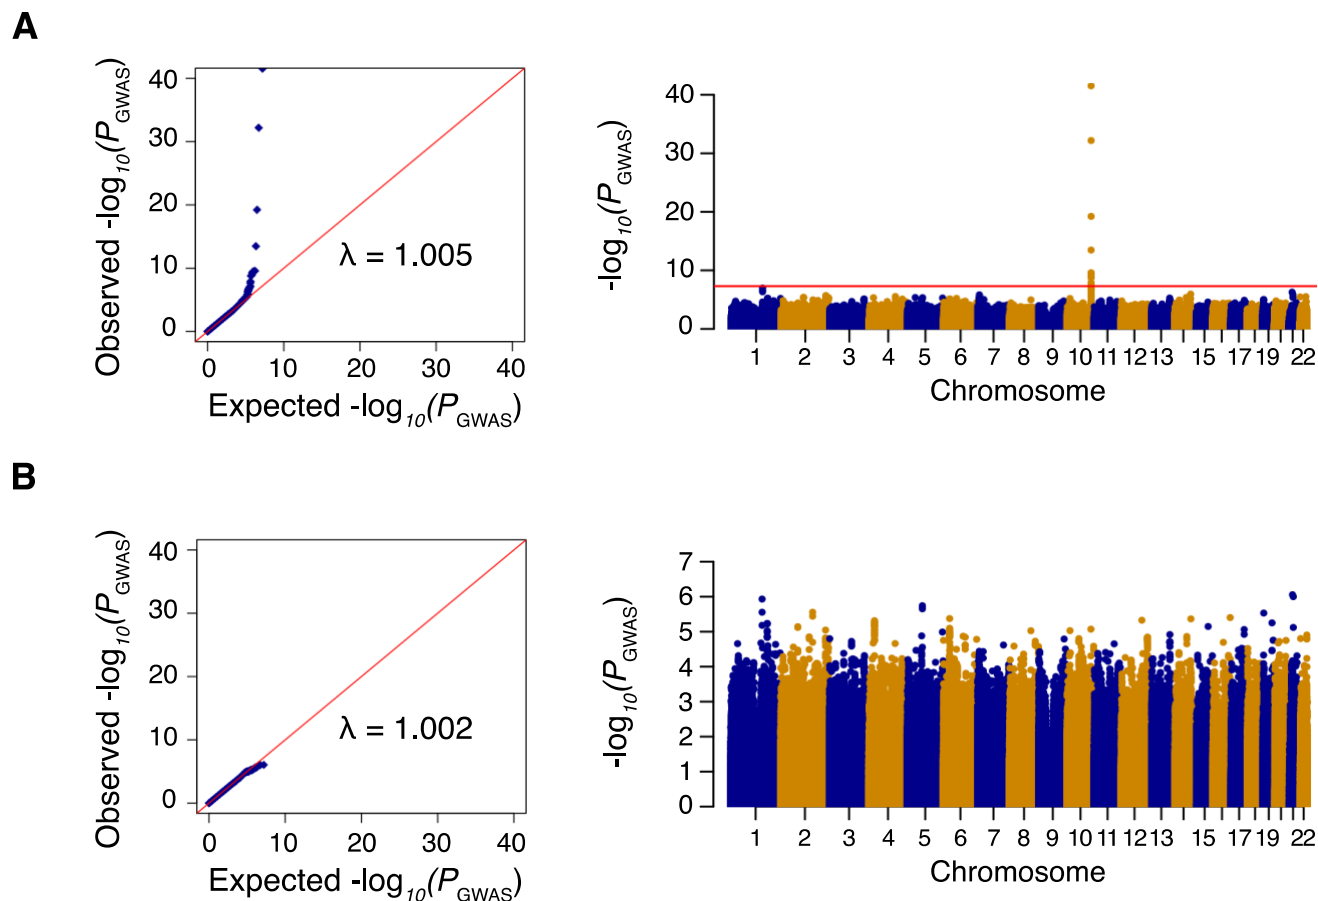 A
Observed -log10(PGWAS)
40
30
20
10
0
λ = 1.005
0 10 20 30 40
Expected -log10(PGWAS)
-log10(PGWAS)
40
30
20
10
0
1 2 3 4 5 6 7 8 9 10 11 12 13 15 17 19 22
Chromosome
B
Observed -log10(PGWAS)
40
30
20
10
0
λ = 1.002
0 10 20 30 40
Expected -log10(PGWAS)
-log10(PGWAS)
7
6
5
4
3
2
1
0
1 2 3 4 5 6 7 8 9 10 11 12 13 15 17 19 22
Chromosome